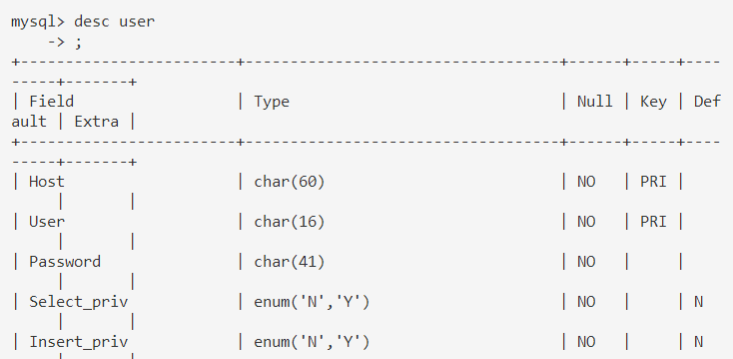 mysql> desc user
    -> ;
+------------------------+-----------------------------------+------+-----+----
-----+-------+
| Field                  | Type                              | Null | Key | Def
ault | Extra |
+------------------------+-----------------------------------+------+-----+----
-----+-------+
| Host                   | char(60)                          | NO   | PRI |
     |       |
| User                   | char(16)                          | NO   | PRI |
     |       |
| Password               | char(41)                          | NO   |     |
     |       |
| Select_priv            | enum('N','Y')                     | NO   |     | N
     |       |
| Insert_priv            | enum('N','Y')                     | NO   |     | N
     |       |